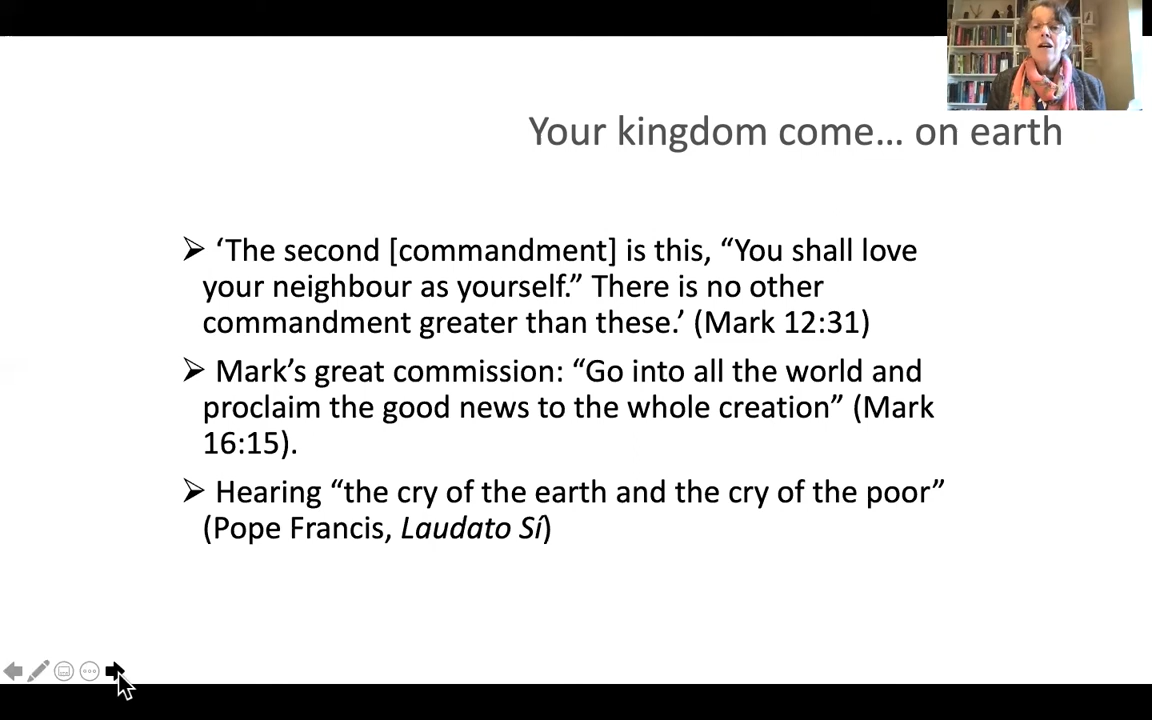 Your kingdom come… on earth
➢ ‘The second [commandment] is this, “You shall love
your neighbour as yourself.” There is no other
commandment greater than these.’ (Mark 12:31)
➢ Mark’s great commission: “Go into all the world and
proclaim the good news to the whole creation” (Mark
16:15).
➢ Hearing “the cry of the earth and the cry of the poor”
(Pope Francis, Laudato Sí)